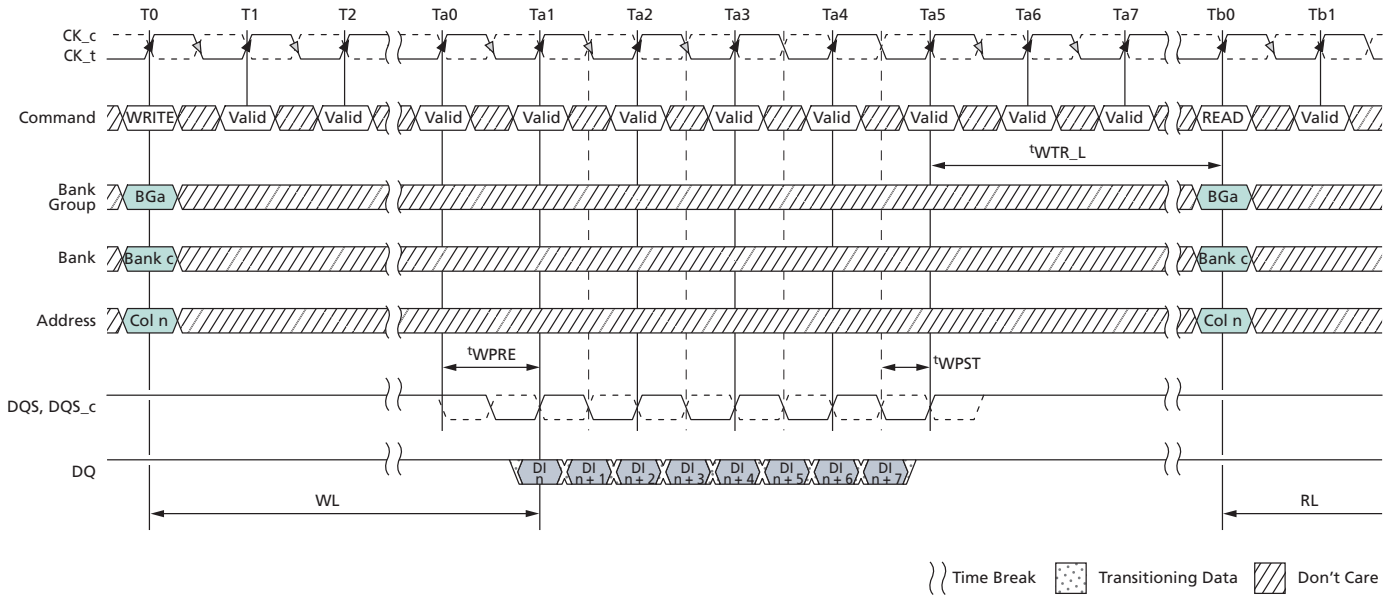 T0 T1 T2 Ta0 Ta1 Ta2 Ta3 Ta4 Ta5 Ta6 Ta7 Tb0 Tb1
CK_c
CK_t
Command WRITE Valid Valid Valid Valid Valid Valid Valid Valid Valid Valid READ Valid
tWTR_L
Bank Group BGa BGa
Bank Bank c Bank c
Address Col n Col n
tWPRE tWPST
DQS, DQS_c
DQ DI n DI n + 1 DI n + 2 DI n + 3 DI n + 4 DI n + 5 DI n + 6 DI n + 7
WL RL
Time Break Transitioning Data Don't Care